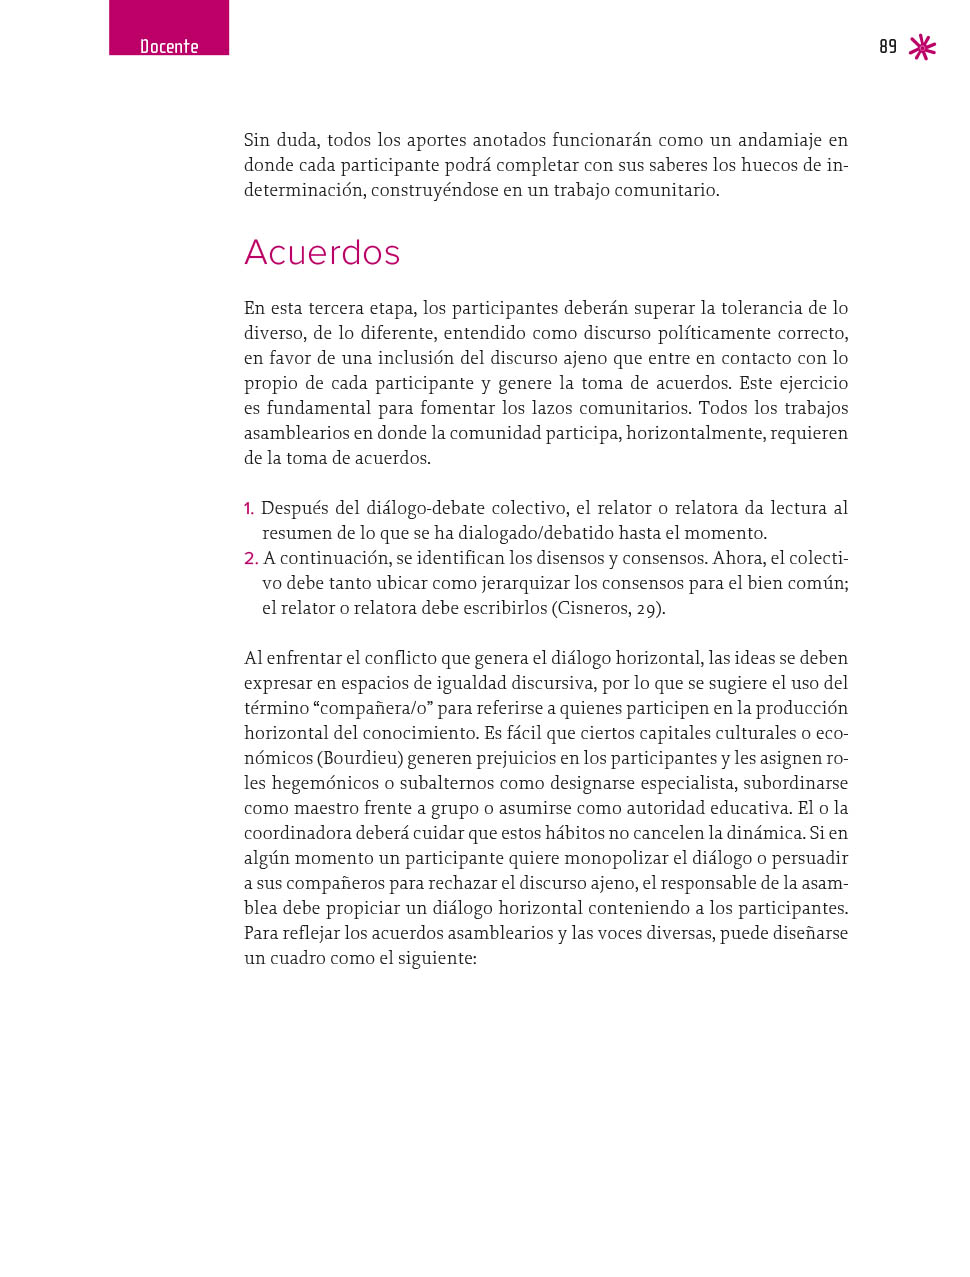 Docente
89
Sin duda, todos los aportes anotados funcionarán como un andamiaje en
donde cada participante podrá completar con sus saberes los huecos de in-
determinación, construyéndose en un trabajo comunitario.
Acuerdos
En esta tercera etapa, los participantes deberán superar la tolerancia de lo
diverso, de lo diferente, entendido como discurso políticamente correcto,
en favor de una inclusión del discurso ajeno que entre en contacto con lo
propio de cada participante y genere la toma de acuerdos. Este ejercicio
es fundamental para fomentar los lazos comunitarios. Todos los trabajos
asamblearios en donde la comunidad participa, horizontalmente, requieren
de la toma de acuerdos.
1. Después del diálogo-debate colectivo, el relator o relatora da lectura al
resumen de lo que se ha dialogado/debatido hasta el momento.
2. A continuación, se identifican los disensos y consensos. Ahora, el colecti-
vo debe tanto ubicar como jerarquizar los consensos para el bien común;
el relator o relatora debe escribirlos (Cisneros, 29).
Al enfrentar el conflicto que genera el diálogo horizontal, las ideas se deben
expresar en espacios de igualdad discursiva, por lo que se sugiere el uso del
término “compañera/o” para referirse a quienes participen en la producción
horizontal del conocimiento. Es fácil que ciertos capitales culturales o eco-
nómicos (Bourdieu) generen prejuicios en los participantes y les asignen ro-
les hegemónicos o subalternos como designarse especialista, subordinarse
como maestro frente a grupo o asumirse como autoridad educativa. El o la
coordinadora deberá cuidar que estos hábitos no cancelen la dinámica. Si en
algún momento un participante quiere monopolizar el diálogo o persuadir
a sus compañeros para rechazar el discurso ajeno, el responsable de la asam-
blea debe propiciar un diálogo horizontal conteniendo a los participantes.
Para reflejar los acuerdos asamblearios y las voces diversas, puede diseñarse
un cuadro como el siguiente: